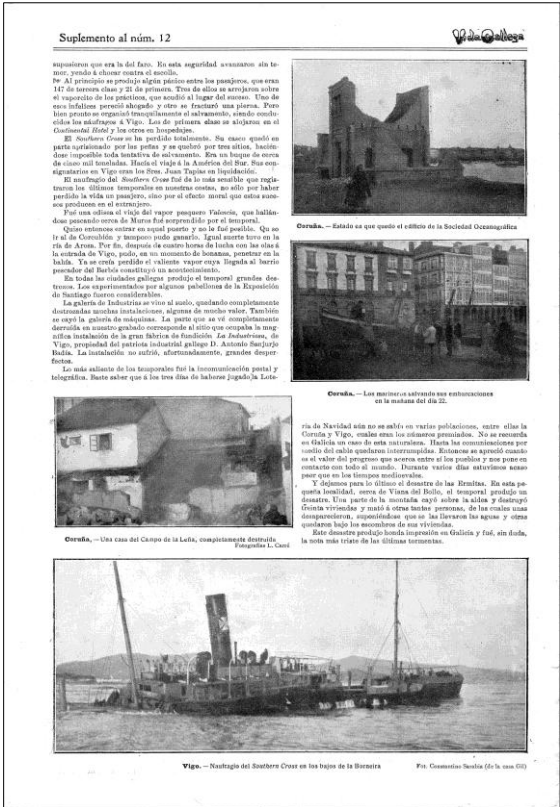 Suplemento al núm. 12
Vida Gallega
supusieron que era la del faro. En esta seguridad avanzaron sin te-
mor, yendo á chocar contra el escollo.
Al principio se produjo algún pánico entre los pasajeros, que eran
147 de tercera clase y 21 de primera. Tres de ellos se arrojaron sobre
el vaporcito de los prácticos, que acudió al lugar del suceso. Uno de
esos infelices pereció ahogado y otro se fracturó una pierna. Pero
bien pronto se organizó tranquilamente el salvamento, siendo condu-
cidos los náufragos á Vigo. Los de primera clase se alojaron en el
Continental Hotel y los otros en hospedajes.
El Southern Cross se ha perdido totalmente. Su casco quedó en
parte aprisionado por las peñas y se quebró por tres sitios, hacién-
dose imposible toda tentativa de salvamento. Era un buque de cerca
de cinco mil toneladas. Hacía el viaje á la América del Sur. Sus con-
signatarios en Vigo eran los Sres. Juan Tapias en liquidación.
El naufragio del Southern Cross fué de lo más sensible que regis-
traron los últimos temporales en nuestras costas, no sólo por haber
perdido la vida un pasajero, sino por el efecto moral que estos suce-
sos producen en el extranjero.
Fué una odisea el viaje del vapor pesquero Valencia, que hallán-
dose pescando cerca de Muros fué sorprendido por el temporal.
Quiso entonces entrar en aquel puerto y no le fué posible. Qu so
ir al de Corcubión y tampoco pudo ganarlo. Igual suerte tuvo en la
ría de Arosa. Por fin, después de cuatro horas de lucha con las olas á
la entrada de Vigo, pudo, en un momento de bonanza, penetrar en la
bahía. Ya se creía perdido el valiente vapor cuya llegada al barrio
pescador del Berbés constituyó un acontecimiento.
En todas las ciudades gallegas produjo el temporal grandes des-
trozos. Los experimentados por algunos pabellones de la Exposición
de Santiago fueron considerables.
La galería de Industrias se vino al suelo, quedando completamente
destrozadas muchas instalaciones, algunas de mucho valor. También
se cayó la galería de máquinas. La parte que se vé completamente
derruída en nuestro grabado corresponde al sitio que ocupaba la mag-
nífica instalación de la gran fábrica de fundición La Industriosa, de
Vigo, propiedad del patriota industrial gallego D. Antonio Sanjurjo
Badía. La instalación no sufrió, afortunadamente, grandes desper-
fectos.
Lo más saliente de los temporales fué la incomunicación postal y
telegráfica. Baste saber que á los tres días de haberse jugado la Lote-
Coruña. — Estado en que quedó el edificio de la Sociedad Oceanográfica
Coruña. — Los marineros salvando sus embarcaciones
en la mañana del día 22.
Coruña. — Una casa del Campo de la Leña, completamente destruída
Fotografías L. Carré
ría de Navidad aún no se sabía en varias poblaciones, entre ellas la
Coruña y Vigo, cuales eran los números premiados. No se recuerda
en Galicia un caso de esta naturaleza. Hasta las comunicaciones por
medio del cable quedaron interrumpidas. Entonces se apreció cuanto
es el valor del progreso que acerca entre sí los pueblos y nos pone en
contacto con todo el mundo. Durante varios días estuvimos acaso
peor que en los tiempos medioevales.
Y dejamos para lo último el desastre de las Ermitas. En esta pe-
queña localidad, cerca de Viana del Bollo, el temporal produjo un
desastre. Una parte de la montaña cayó sobre la aldea y destruyó
treinta viviendas y mató á otras tantas personas, de las cuales unas
desaparecieron, suponiéndose que se las llevaron las aguas y otras
quedaron bajo los escombros de sus viviendas.
Este desastre produjo honda impresión en Galicia y fué, sin duda,
la nota más triste de las últimas tormentas.
Vigo. — Naufragio del Southern Cross en los bajos de la Borneira
Fot. Constantino Sarabia (de la casa Gil)